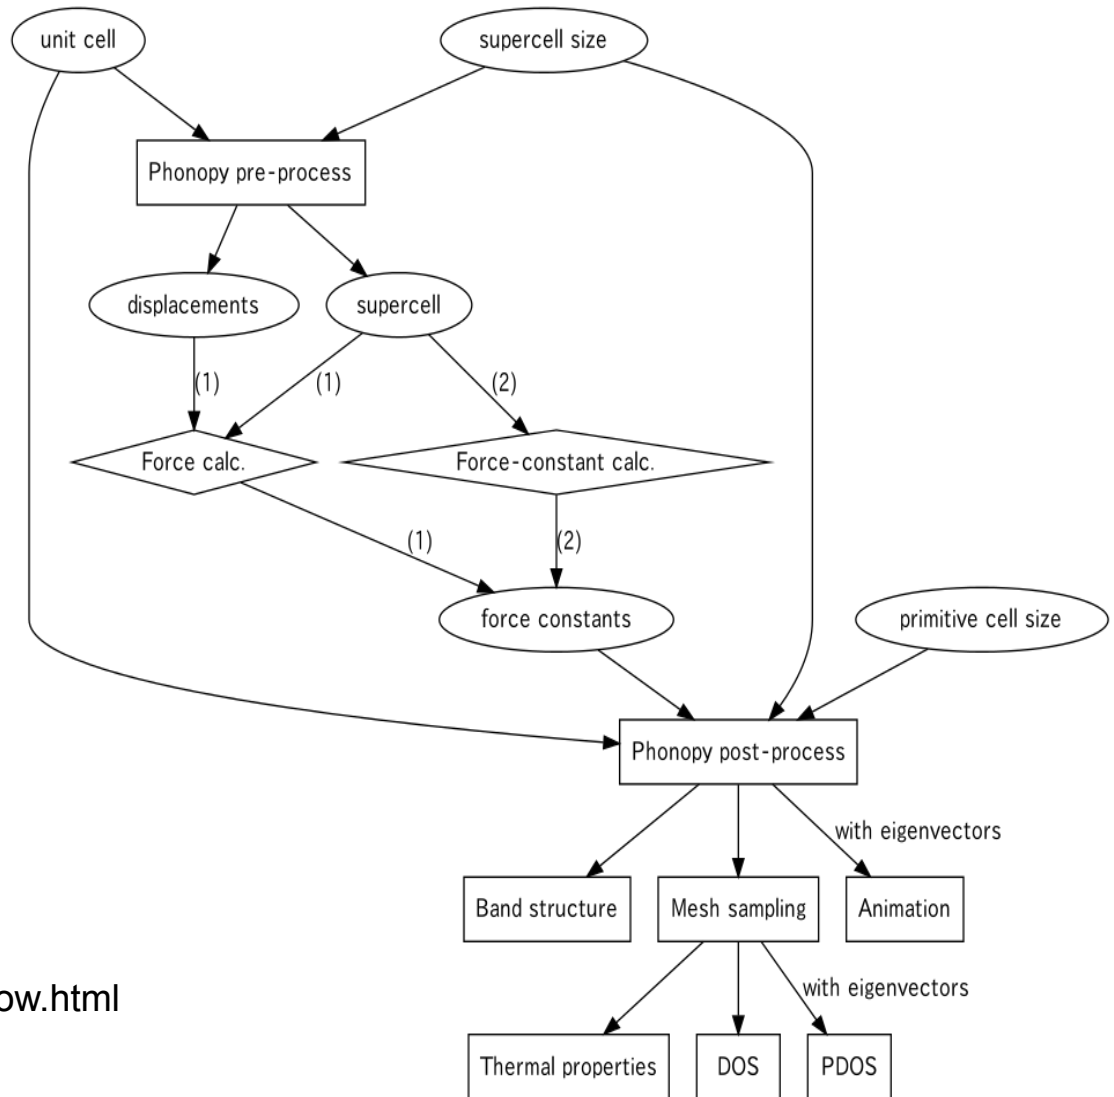 unit cell
supercell size
Phonopy pre-process
displacements
supercell
(1)
(1)
(2)
Force calc.
Force-constant calc.
(1)
(2)
force constants
primitive cell size
Phonopy post-process
with eigenvectors
Band structure
Mesh sampling
Animation
ow.html
with eigenvectors
Thermal properties
DOS
PDOS